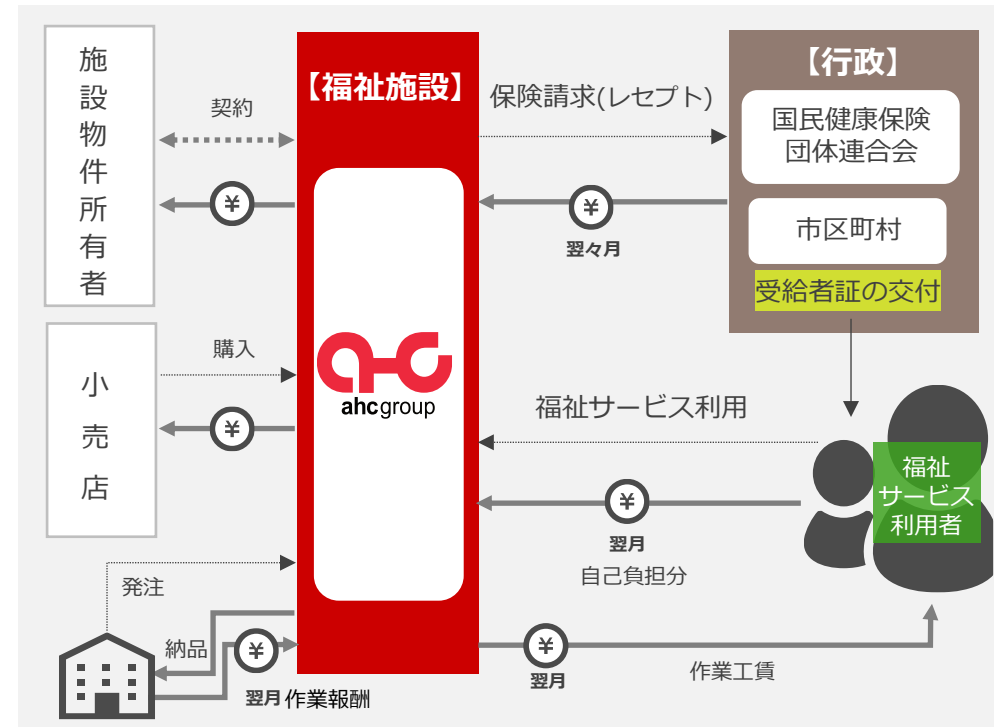 施設物件所有者
契約
¥
小売店
購入
¥
発注
納品
¥
翌月 作業報酬
【福祉施設】
ahcgroup
保険請求(レセプト)
¥
翌々月
【行政】
国民健康保険
団体連合会
市区町村
受給者証の交付
福祉サービス利用
¥
翌月
自己負担分
福祉
サービス
利用者
¥
翌月
作業工賃